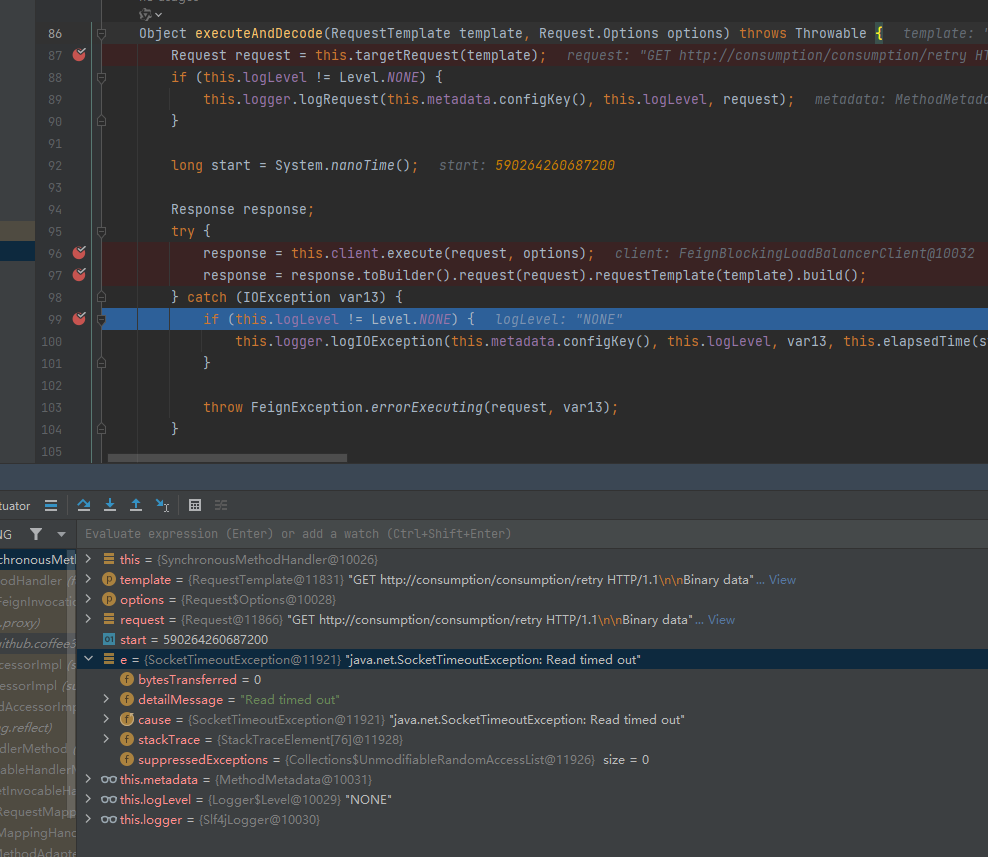 86 Object executeAndDecode(RequestTemplate template, Request.Options options) throws Throwable { template: "
87 Request request = this.targetRequest(template); request: "GET http://consumption/consumption/retry HT
88 if (this.logLevel != Level.NONE) {
89 this.logger.logRequest(this.metadata.configKey(), this.logLevel, request); metadata: MethodMetada
90 }
91
92 long start = System.nanoTime(); start: 590264260687200
93
94 Response response;
95 try {
96 response = this.client.execute(request, options); client: FeignBlockingLoadBalancerClient@10032
97 response = response.toBuilder().request(request).requestTemplate(template).build();
98 } catch (IOException var13) {
99 if (this.logLevel != Level.NONE) { logLevel: "NONE"
100 this.logger.logIOException(this.metadata.configKey(), this.logLevel, var13, this.elapsedTime(s
101 }
102
103 throw FeignException.errorExecuting(request, var13);
104 }
105
tuator
NG Evaluate expression (Enter) or add a watch (Ctrl+Shift+Enter)
chronousMet this = {SynchronousMethodHandler@10026}
odHandler template = {RequestTemplate@11831} "GET http://consumption/consumption/retry HTTP/1.1\n\nBinary data"... View
FeignInvocatio options = {Request$Options@10028}
.proxy) request = {Request@11866} "GET http://consumption/consumption/retry HTTP/1.1\n\nBinary data"... View
github.coffee3 01 start = 590264260687200
cessorImpl (s e = {SocketTimeoutException@11921} "java.net.SocketTimeoutException: Read timed out"
essorImpl (su bytesTransferred = 0
dAccessorImp detailMessage = "Read timed out"
g.reflect) cause = {SocketTimeoutException@11921} "java.net.SocketTimeoutException: Read timed out"
dlerMethod stackTrace = {StackTraceElement[76]@11928}
ableHandlerM suppressedExceptions = {Collections$UnmodifiableRandomAccessList@11926} size = 0
etInvocableHa this.metadata = {MethodMetadata@10031}
RequestMapp this.logLevel = {Logger$Level@10029} "NONE"
MappingHand this.logger = {Slf4jLogger@10030}
MethodAdapte